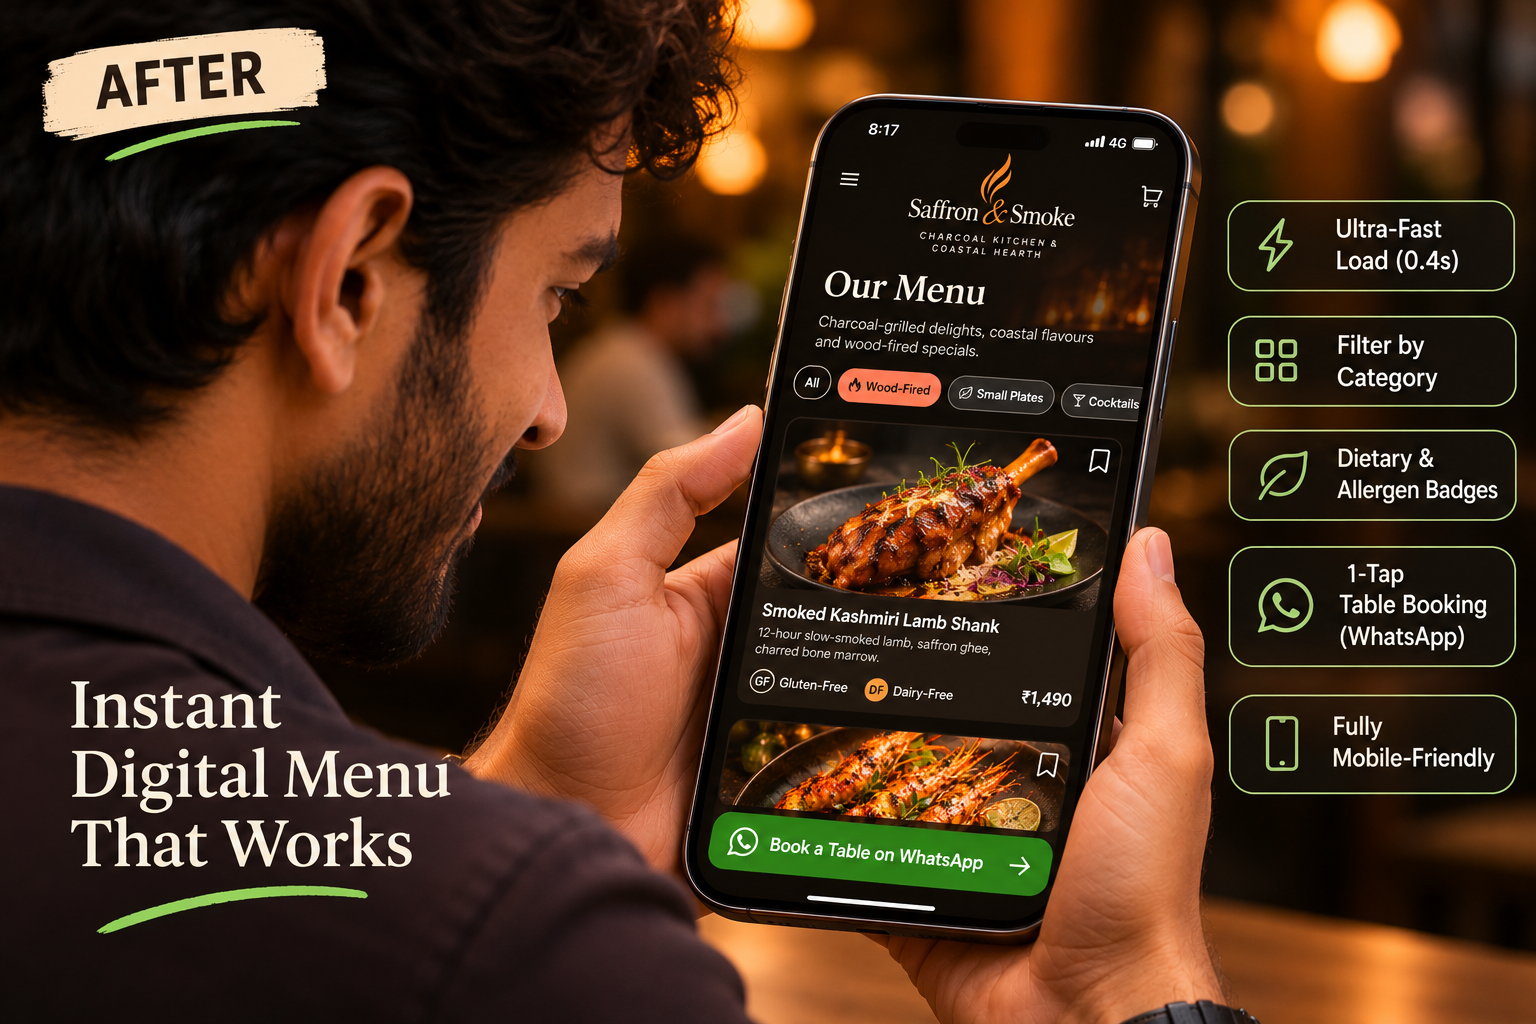 AFTER
Instant
Digital Menu
That Works
8:17
4G
Saffron & Smoke
CHARCOAL KITCHEN &
COASTAL HEARTH
Our Menu
Charcoal-grilled delights, coastal flavours
and wood-fired specials.
All
Wood-Fired
Small Plates
Cocktails
Smoked Kashmiri Lamb Shank
12-hour slow-smoked lamb, saffron ghee,
charred bone marrow.
GF Gluten-Free
DF Dairy-Free
₹1,490
Book a Table on WhatsApp
Ultra-Fast
Load (0.4s)
Filter by
Category
Dietary &
Allergen Badges
1-Tap
Table Booking
(WhatsApp)
Fully
Mobile-Friendly